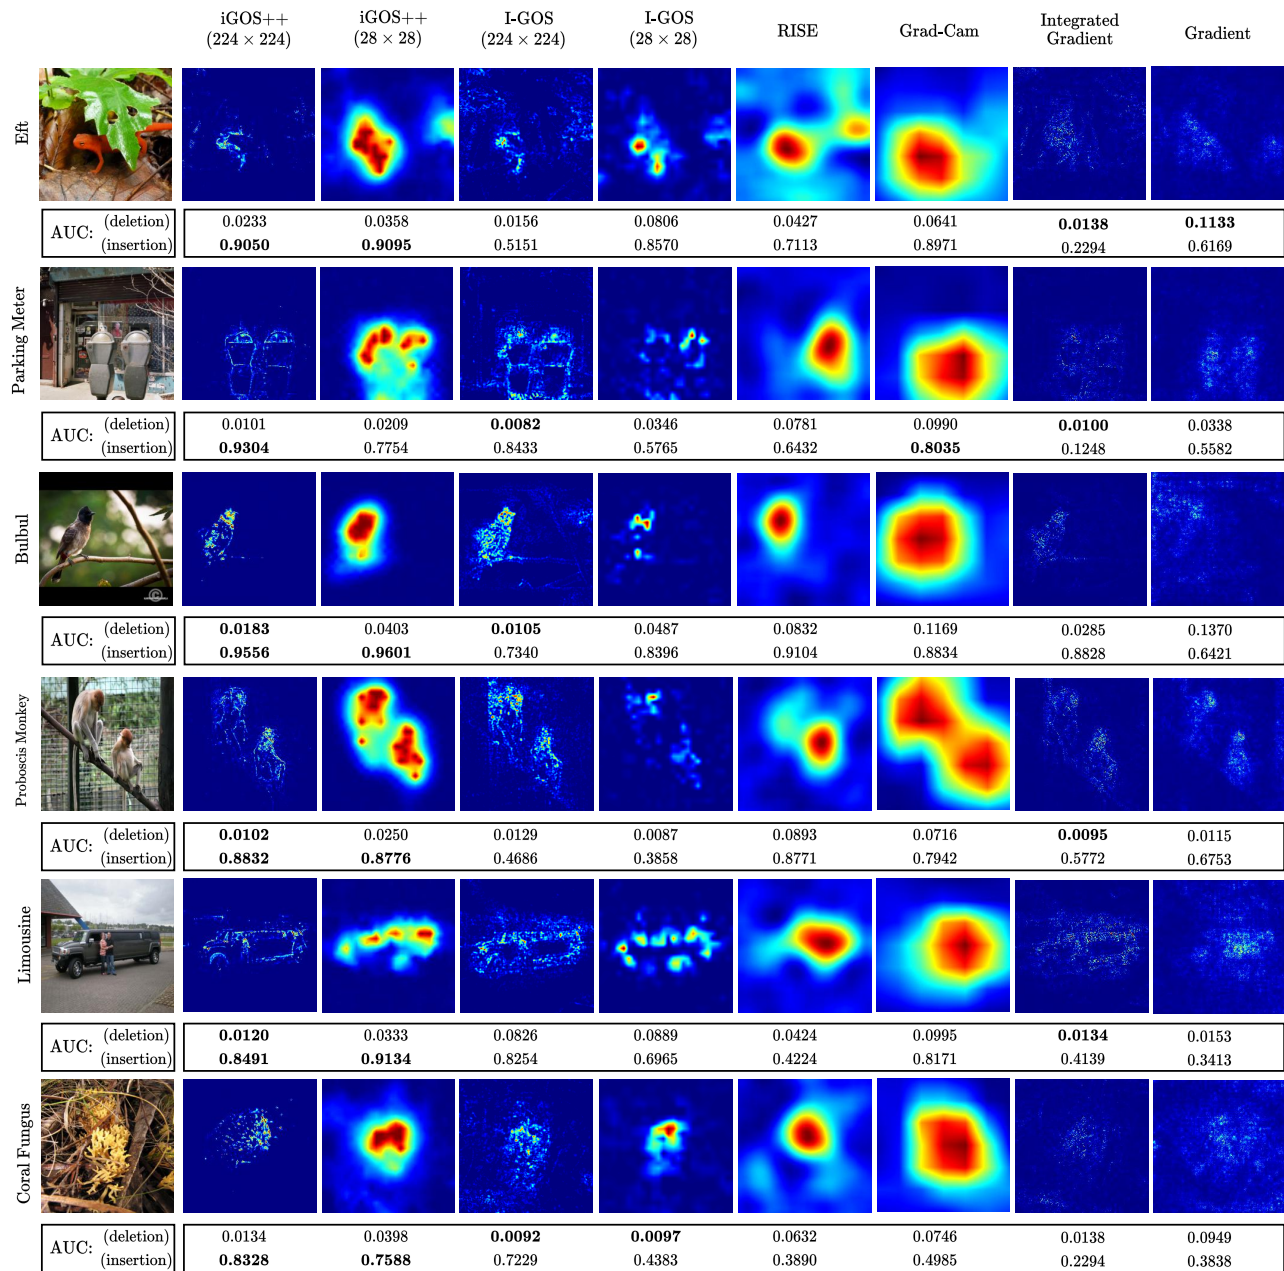 iGOS++ (224 × 224) iGOS++ (28 × 28) I-GOS (224 × 224) I-GOS (28 × 28) RISE Grad-Cam Integrated Gradient Gradient
Eft
AUC: (deletion) 0.0233 0.0358 0.0156 0.0806 0.0427 0.0641 0.0138 0.1133
(insertion) 0.9050 0.9095 0.5151 0.8570 0.7113 0.8971 0.2294 0.6169
Parking Meter
AUC: (deletion) 0.0101 0.0209 0.0082 0.0346 0.0781 0.0990 0.0100 0.0338
(insertion) 0.9304 0.7754 0.8433 0.5765 0.6432 0.8035 0.1248 0.5582
Bulbul
©
AUC: (deletion) 0.0183 0.0403 0.0105 0.0487 0.0832 0.1169 0.0285 0.1370
(insertion) 0.9556 0.9601 0.7340 0.8396 0.9104 0.8834 0.8828 0.6421
Proboscis Monkey
AUC: (deletion) 0.0102 0.0250 0.0129 0.0087 0.0893 0.0716 0.0095 0.0115
(insertion) 0.8832 0.8776 0.4686 0.3858 0.8771 0.7942 0.5772 0.6753
Limousine
AUC: (deletion) 0.0120 0.0333 0.0826 0.0889 0.0424 0.0995 0.0134 0.0153
(insertion) 0.8491 0.9134 0.8254 0.6965 0.4224 0.8171 0.4139 0.3413
Coral Fungus
AUC: (deletion) 0.0134 0.0398 0.0092 0.0097 0.0632 0.0746 0.0138 0.0949
(insertion) 0.8328 0.7588 0.7229 0.4383 0.3890 0.4985 0.2294 0.3838